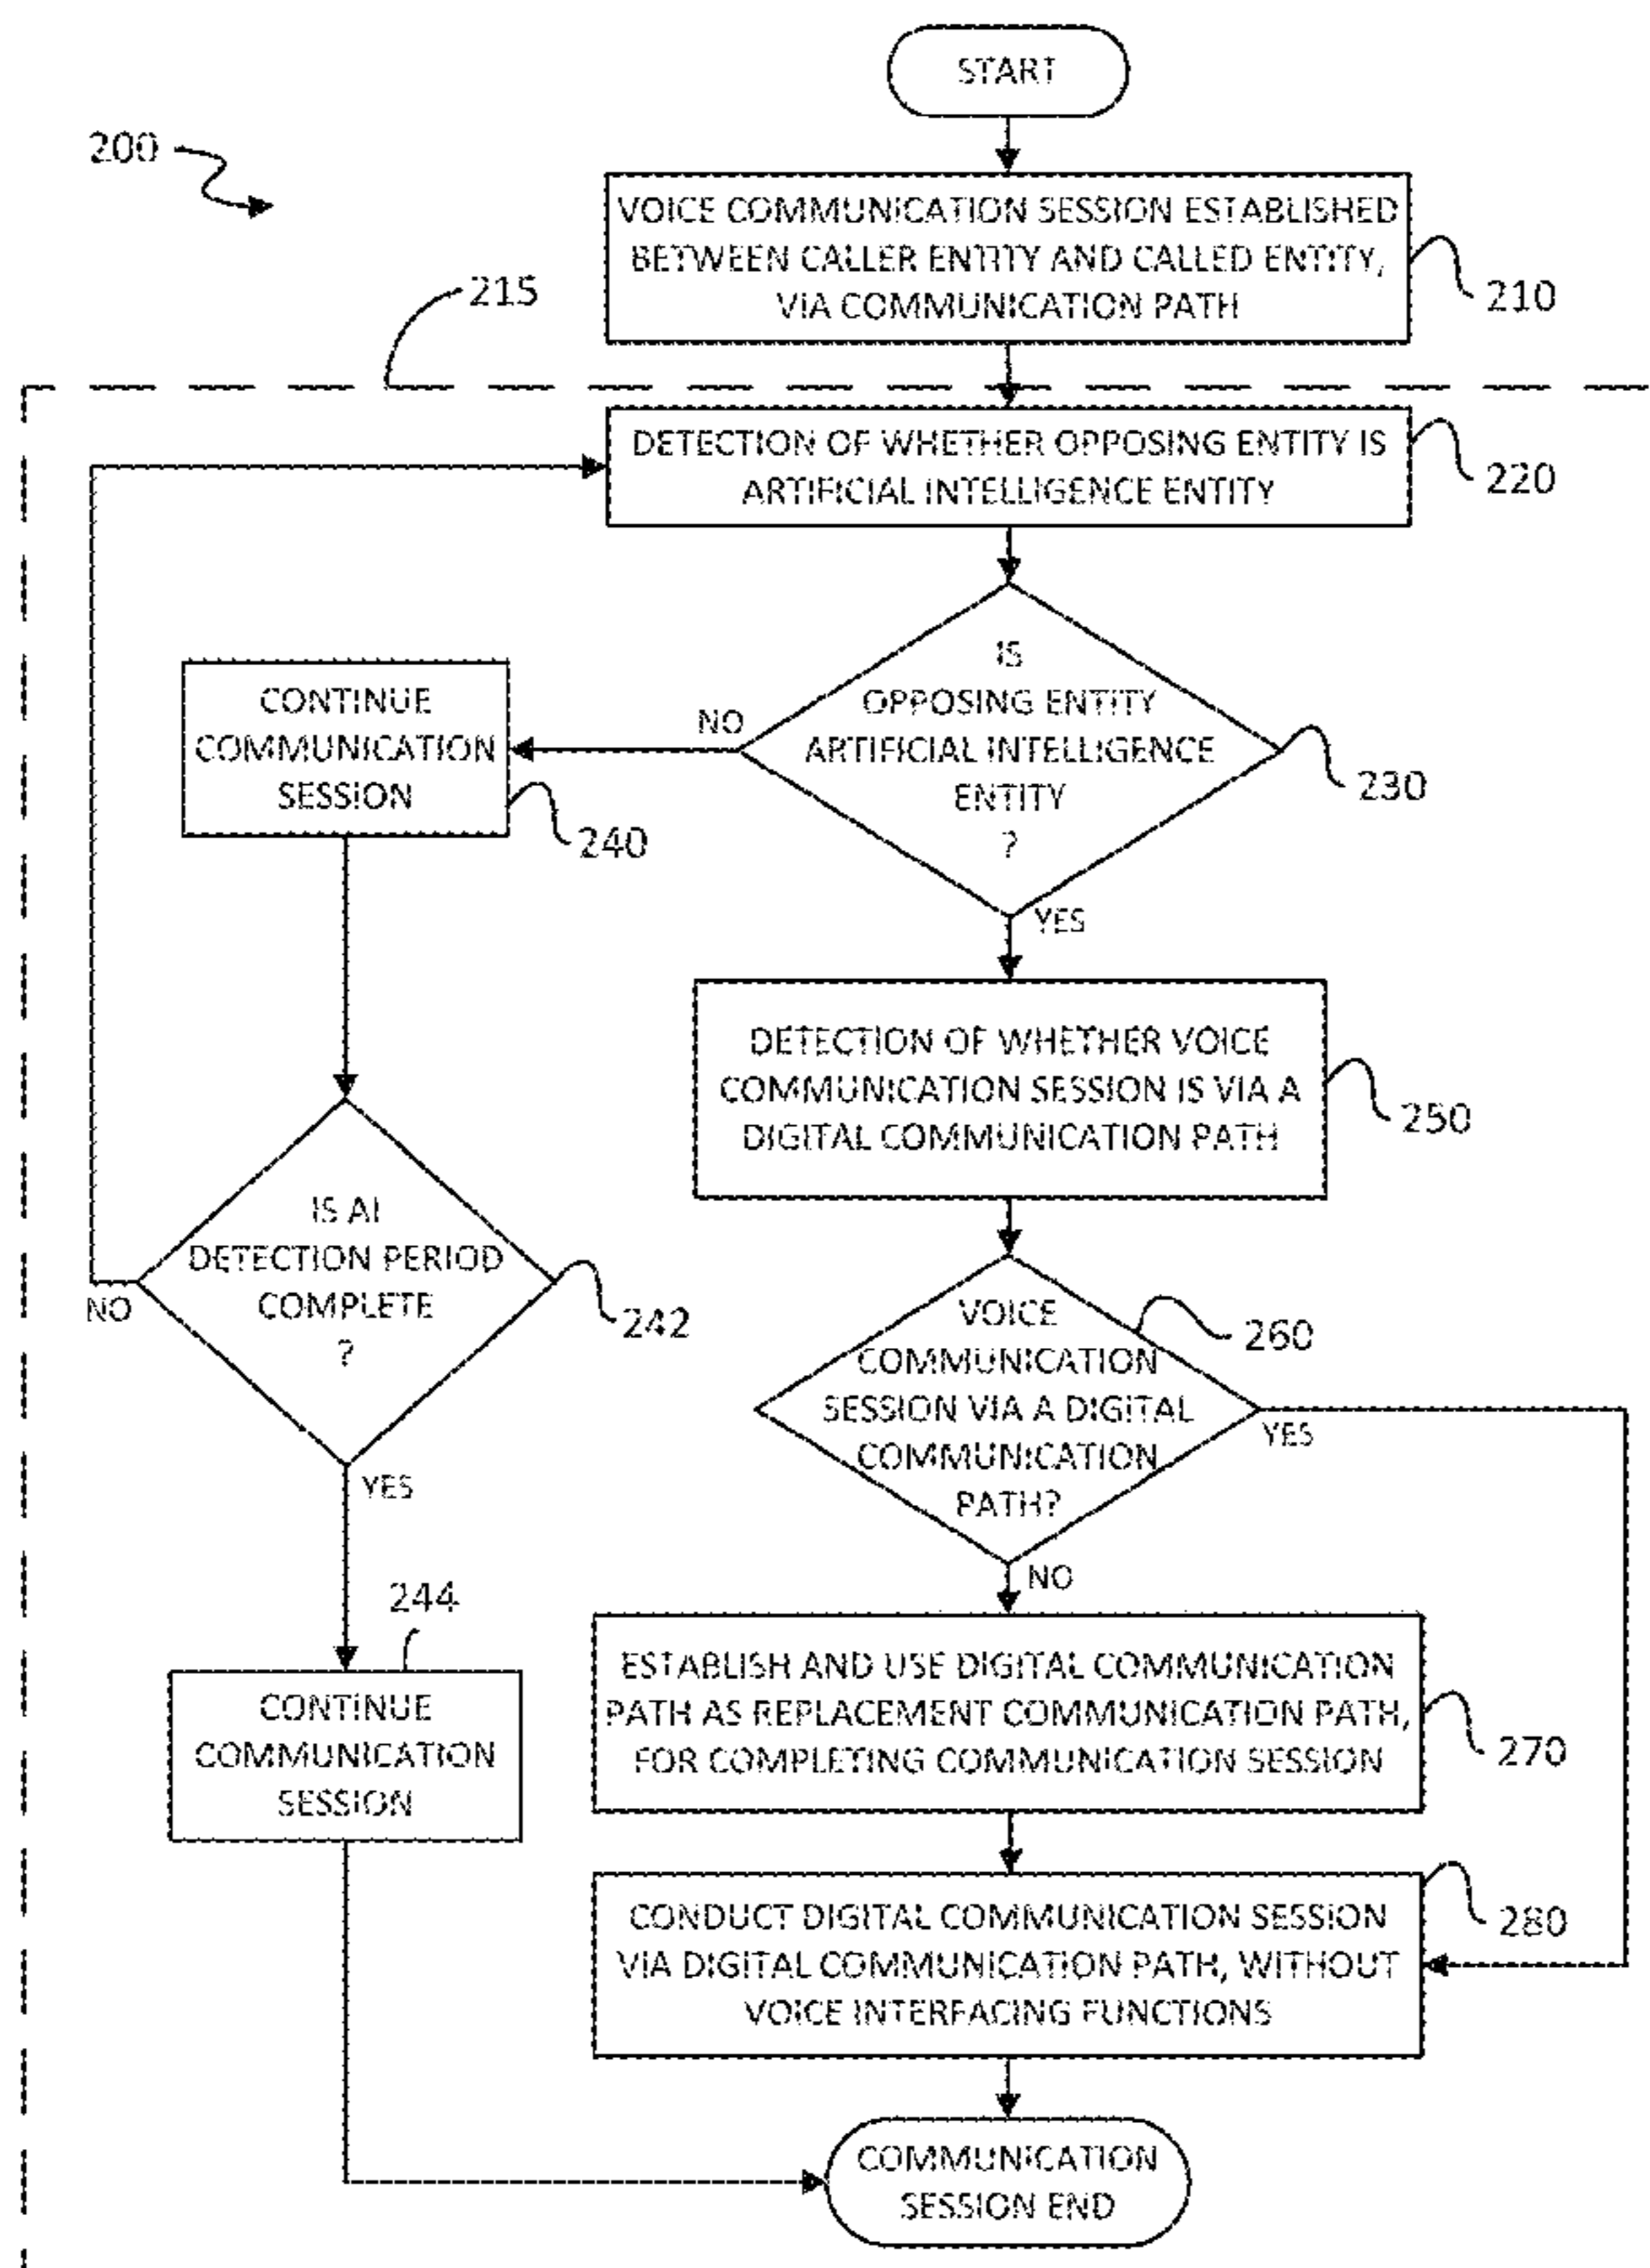 START
200
VOICE COMMUNICATION SESSION ESTABLISHED
BETWEEN CALLER ENTITY AND CALLED ENTITY,
VIA COMMUNICATION PATH
210
215
DETECTION OF WHETHER OPPOSING ENTITY IS
ARTIFICIAL INTELLIGENCE ENTITY
220
IS
OPPOSING ENTITY
ARTIFICIAL INTELLIGENCE
ENTITY
?
230
NO
YES
CONTINUE
COMMUNICATION
SESSION
240
DETECTION OF WHETHER VOICE
COMMUNICATION SESSION IS VIA A
DIGITAL COMMUNICATION PATH
250
IS AI
DETECTION PERIOD
COMPLETE
?
242
NO
YES
VOICE
COMMUNICATION
SESSION VIA A DIGITAL
COMMUNICATION
PATH?
260
YES
NO
244
CONTINUE
COMMUNICATION
SESSION
ESTABLISH AND USE DIGITAL COMMUNICATION
PATH AS REPLACEMENT COMMUNICATION PATH,
FOR COMPLETING COMMUNICATION SESSION
270
CONDUCT DIGITAL COMMUNICATION SESSION
VIA DIGITAL COMMUNICATION PATH, WITHOUT
VOICE INTERFACING FUNCTIONS
280
COMMUNICATION
SESSION END